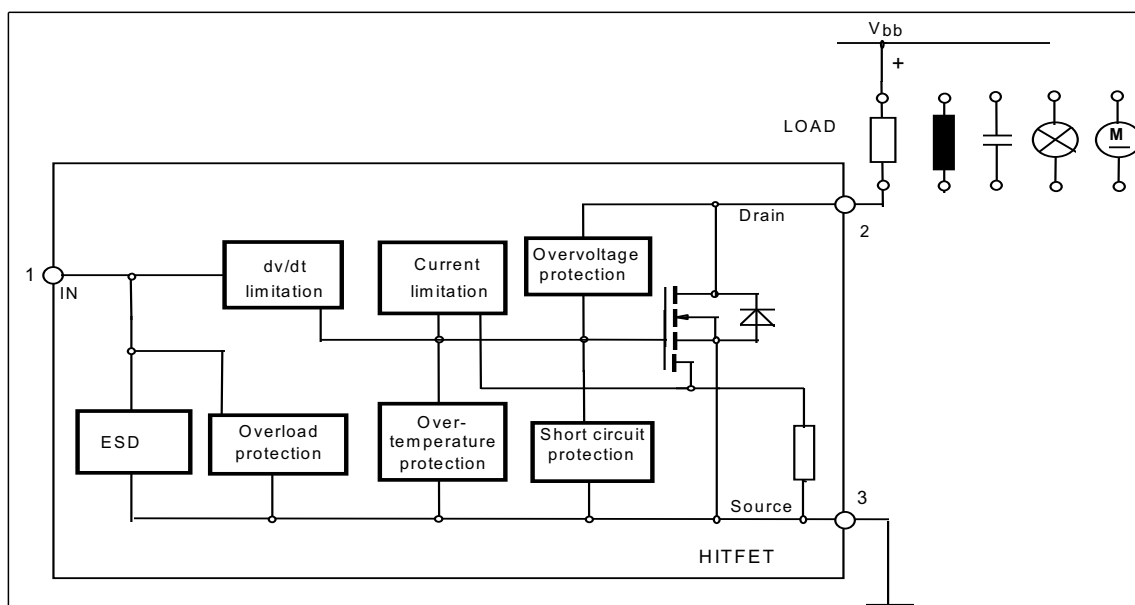 Vbb
+
LOAD
M
Drain
2
Overvoltage
protection
dv/dt
limitation
Current
limitation
1
IN
ESD
Overload
protection
Over-
temperature
protection
Short circuit
protection
Source
3
HITFET